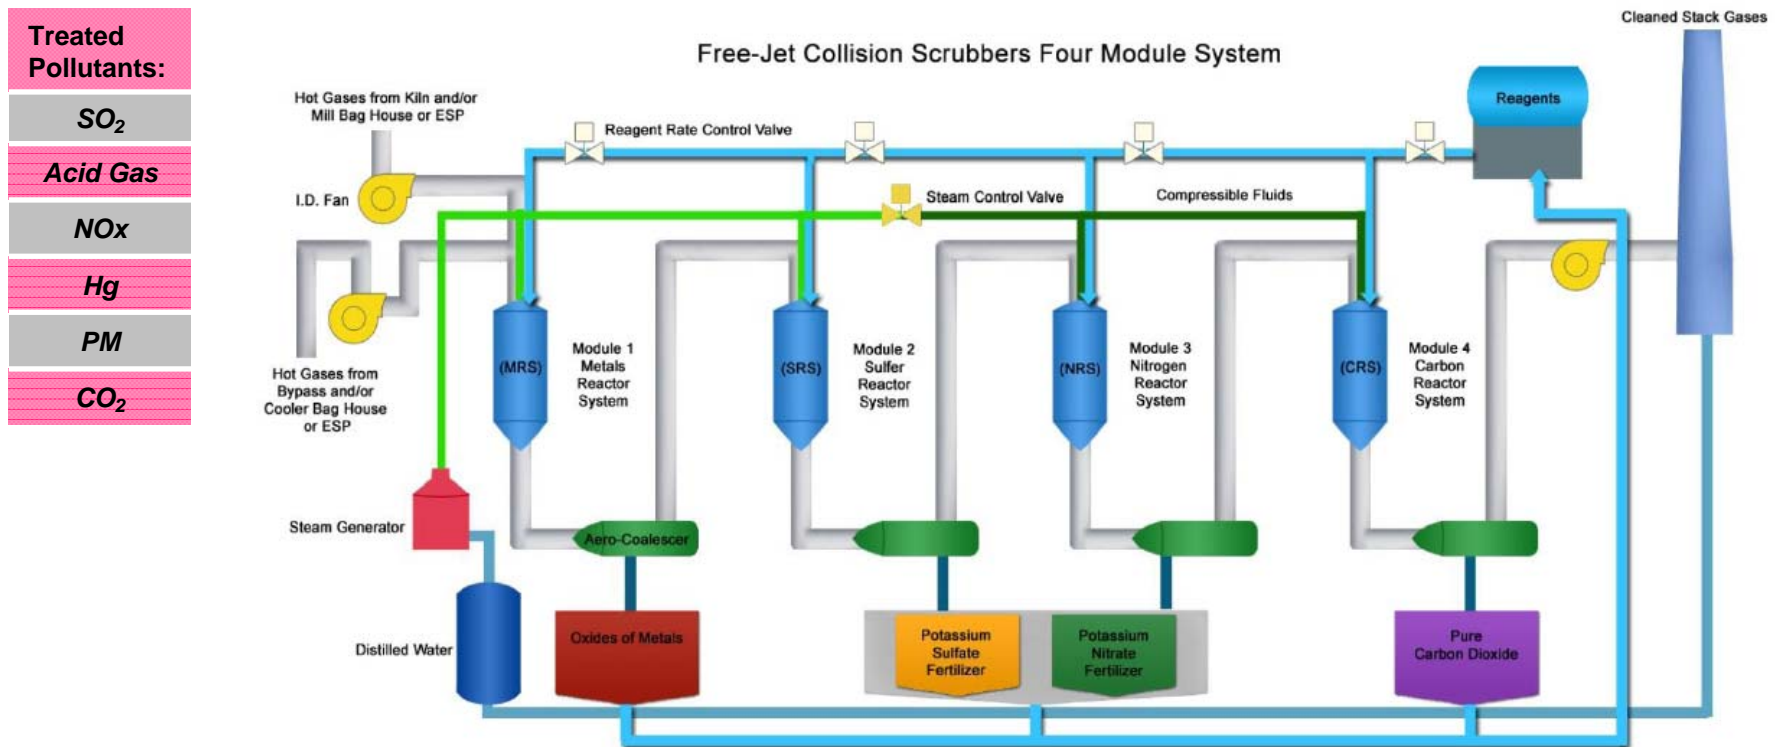 Treated
Pollutants:
SO₂
Acid Gas
NOx
Hg
PM
CO₂
Free-Jet Collision Scrubbers Four Module System
Cleaned Stack Gases
Hot Gases from Kiln and/or
Mill Bag House or ESP
Reagent Rate Control Valve
Reagents
I.D. Fan
Steam Control Valve
Compressible Fluids
Hot Gases from
Bypass and/or
Cooler Bag House
or ESP
(MRS)
Module 1
Metals
Reactor
System
(SRS)
Module 2
Sulfer
Reactor
System
(NRS)
Module 3
Nitrogen
Reactor
System
(CRS)
Module 4
Carbon
Reactor
System
Steam Generator
Aero-Coalescer
Distilled Water
Oxides of Metals
Potassium
Sulfate
Fertilizer
Potassium
Nitrate
Fertilizer
Pure
Carbon Dioxide